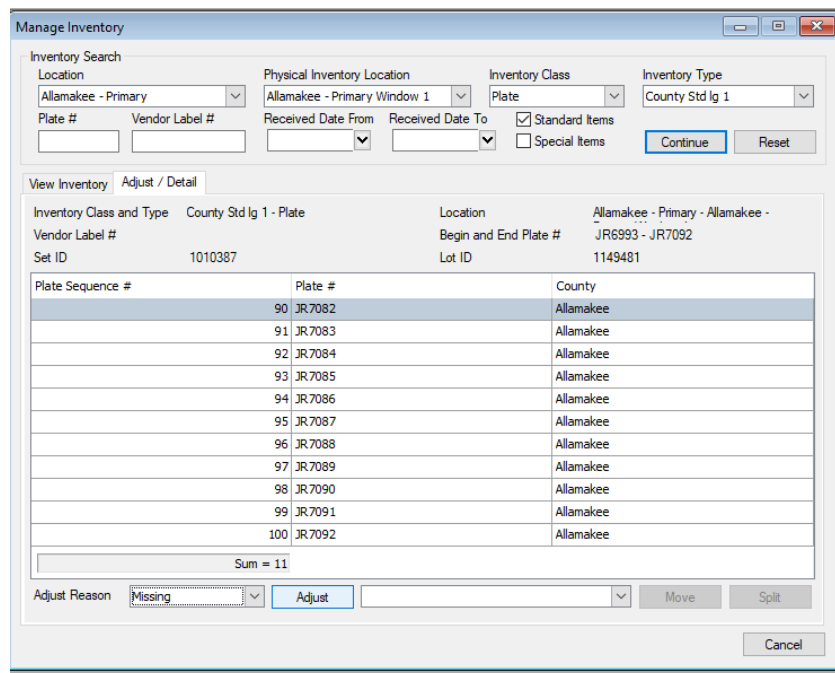 Manage Inventory
Inventory Search
Location Physical Inventory Location Inventory Class Inventory Type
Allamakee - Primary Allamakee - Primary Window 1 Plate County Std lg 1
Plate # Vendor Label # Received Date From Received Date To Standard Items
Special Items Continue Reset
View Inventory Adjust / Detail
Inventory Class and Type County Std lg 1 - Plate Location Allamakee - Primary - Allamakee -
Vendor Label # Begin and End Plate # JR6993 - JR7092
Set ID 1010387 Lot ID 1149481
Plate Sequence # Plate # County
90 JR7082 Allamakee
91 JR7083 Allamakee
92 JR7084 Allamakee
93 JR7085 Allamakee
94 JR7086 Allamakee
95 JR7087 Allamakee
96 JR7088 Allamakee
97 JR7089 Allamakee
98 JR7090 Allamakee
99 JR7091 Allamakee
100 JR7092 Allamakee
Sum = 11
Adjust Reason Missing Adjust Move Split
Cancel